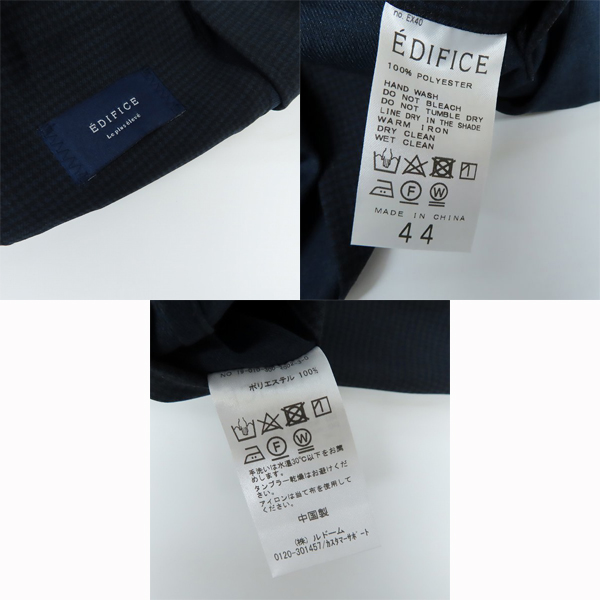 ÉDIFICE
La plus élevé
no. EX40
ÉDIFICE
100% POLYESTER
HAND WASH
DO NOT BLEACH
DO NOT TUMBLE DRY
LINE DRY IN THE SHADE
WARM IRON
DRY CLEAN
WET CLEAN
F W
MADE IN CHINA
44
ポリエステル 100%
F W
手洗いは水温30℃以下をお薦
めします。
タンブラー乾燥はお避けくだ
さい。
アイロンは当て布を使用して
ください。
中国製
(株) ルドーム
0120-301457/カスタマーサポート